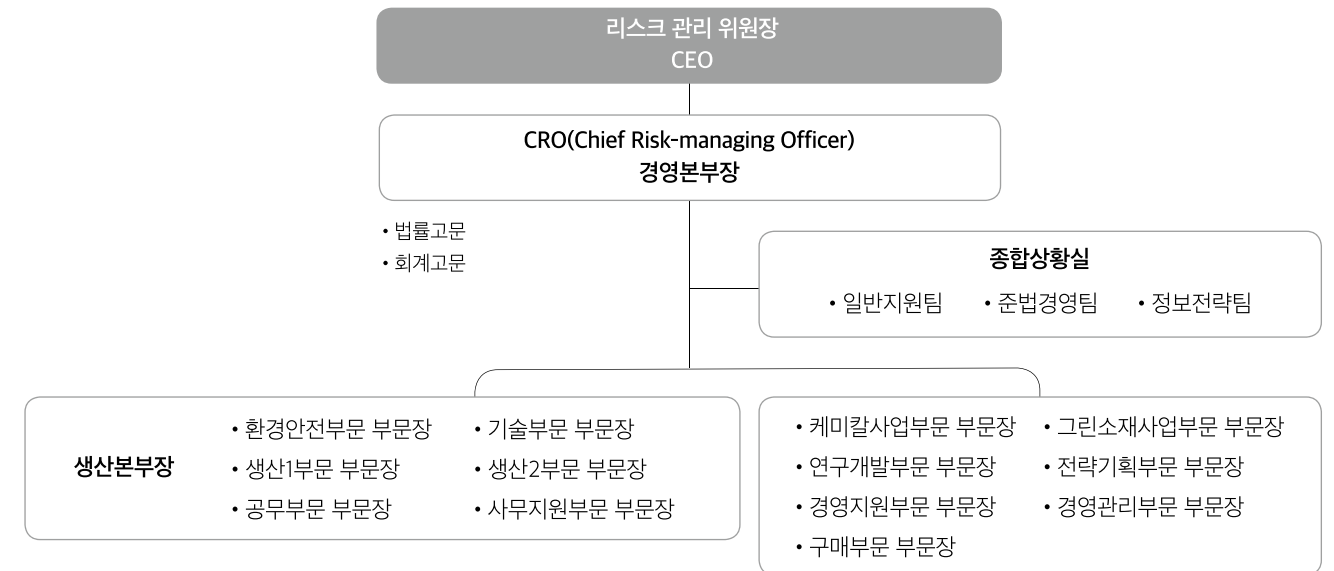 리스크 관리 위원장
CEO
CRO(Chief Risk-managing Officer)
경영본부장
• 법률고문
• 회계고문
종합상황실
• 일반지원팀 • 준법경영팀 • 정보전략팀
생산본부장
• 환경안전부문 부문장 • 기술부문 부문장
• 생산1부문 부문장 • 생산2부문 부문장
• 공무부문 부문장 • 사무지원부문 부문장
• 케미칼사업부문 부문장 • 그린소재사업부문 부문장
• 연구개발부문 부문장 • 전략기획부문 부문장
• 경영지원부문 부문장 • 경영관리부문 부문장
• 구매부문 부문장